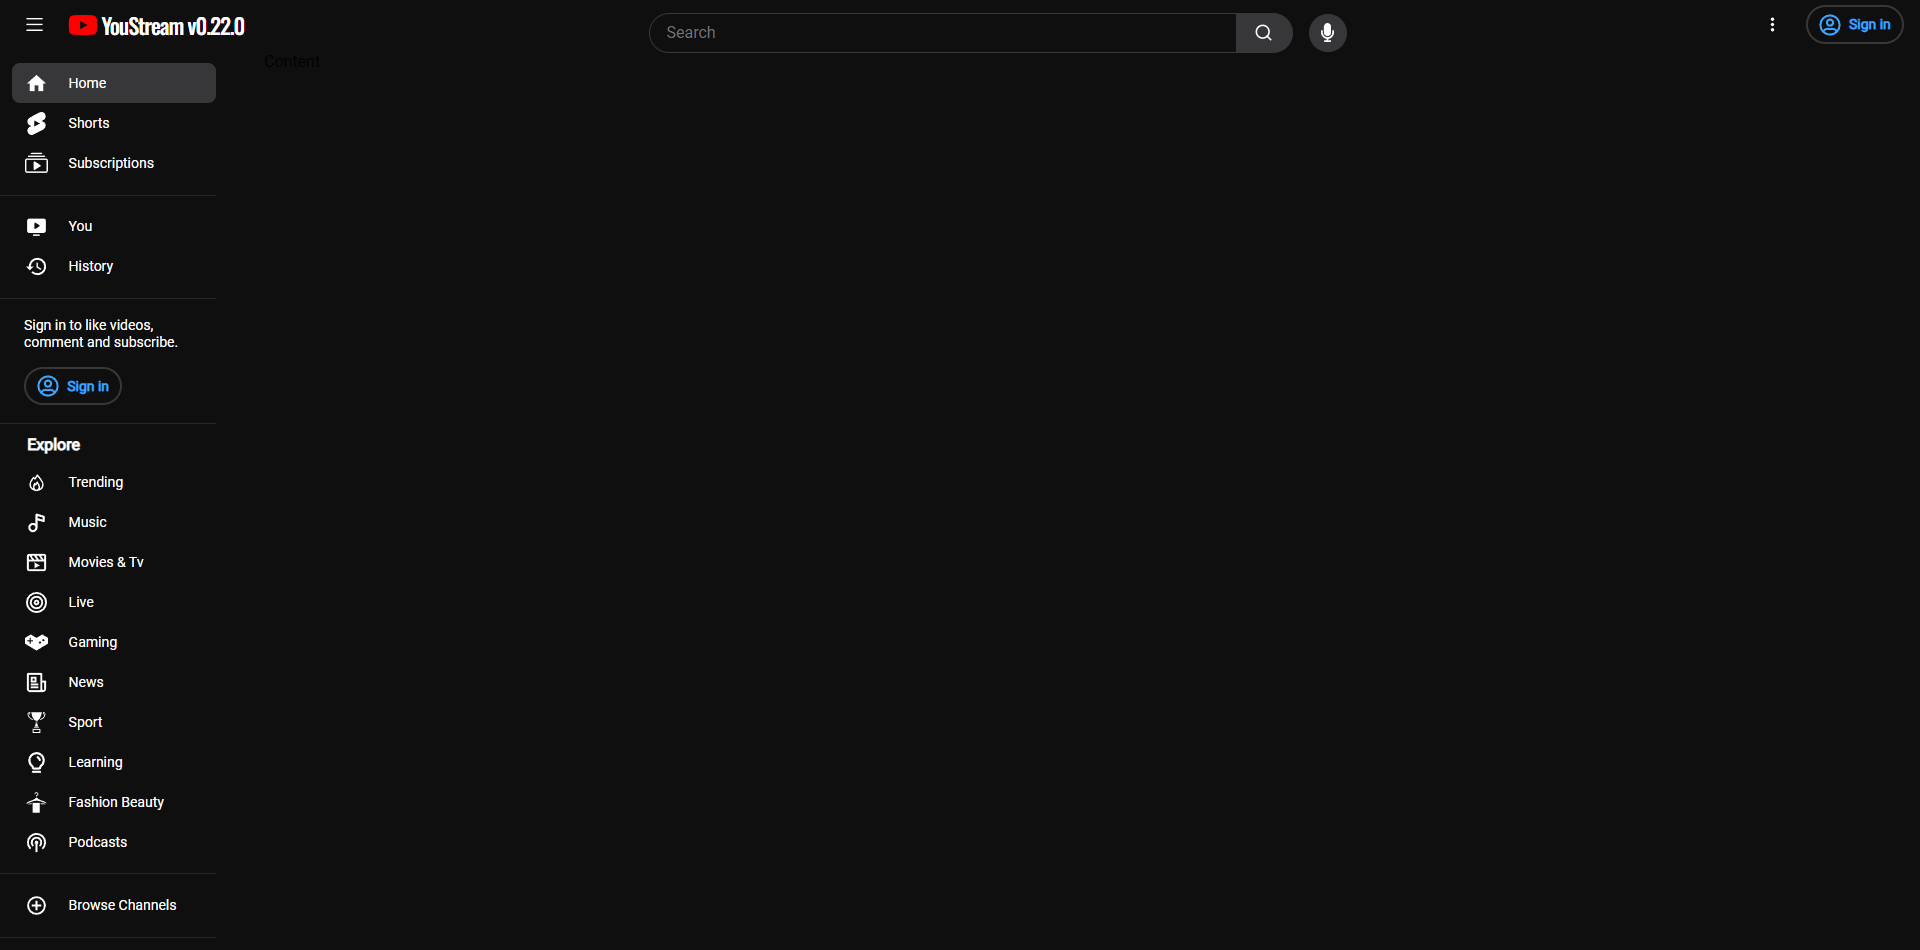 YouStream v0.22.0
Search
Sign in
Content
Home
Shorts
Subscriptions
You
History
Sign in to like videos,
comment and subscribe.
Sign in
Explore
Trending
Music
Movies & Tv
Live
Gaming
News
Sport
Learning
Fashion Beauty
Podcasts
Browse Channels